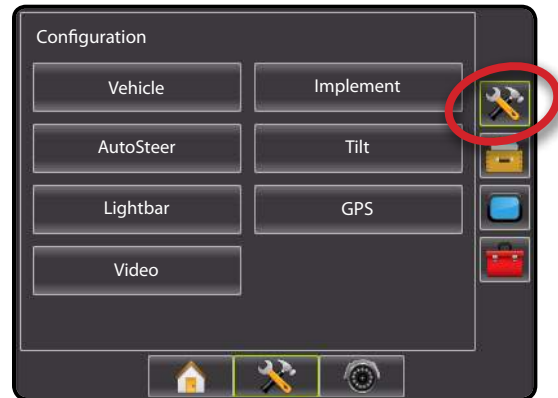 Configuration
Vehicle
Implement
AutoSteer
Tilt
Lightbar
GPS
Video